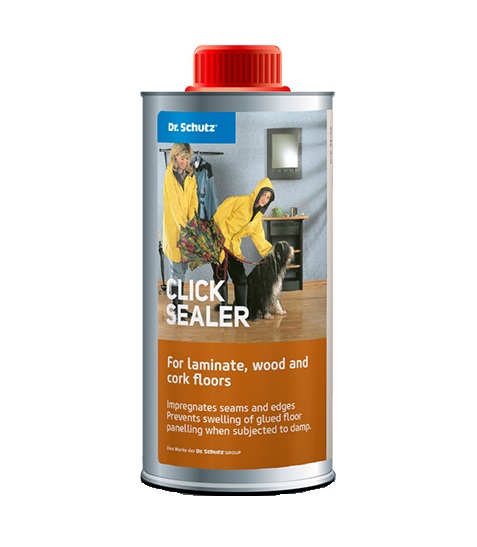 Dr. Schutz®
CLICK
SEALER
For laminate, wood and
cork floors
Impregnates seams and edges
Prevents swelling of glued floor
panelling when subjected to damp.
Eine Marke der Dr. Schutz GROUP